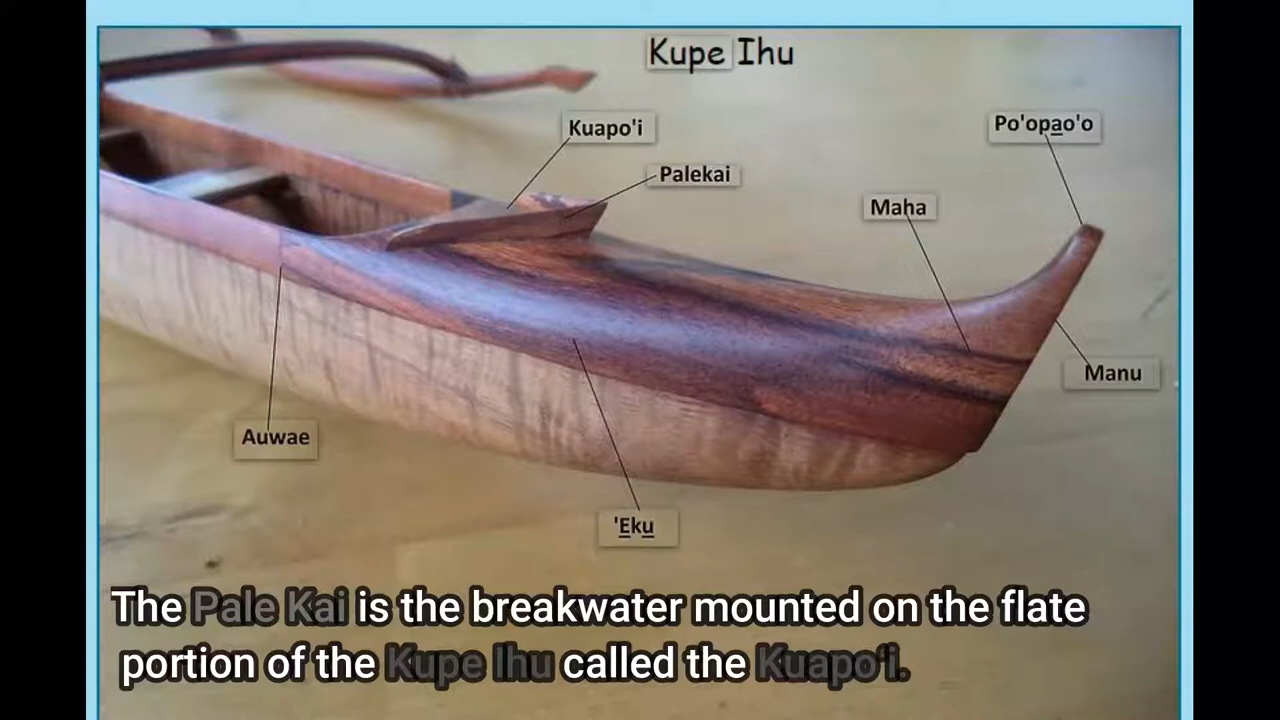 Kupe Ihu
Kuapo'i
Po'opao'o
Palekai
Maha
Manu
Auwae
'Eku
The Pale Kai is the breakwater mounted on the flate
portion of the Kupe Ihu called the Kuapo'i.